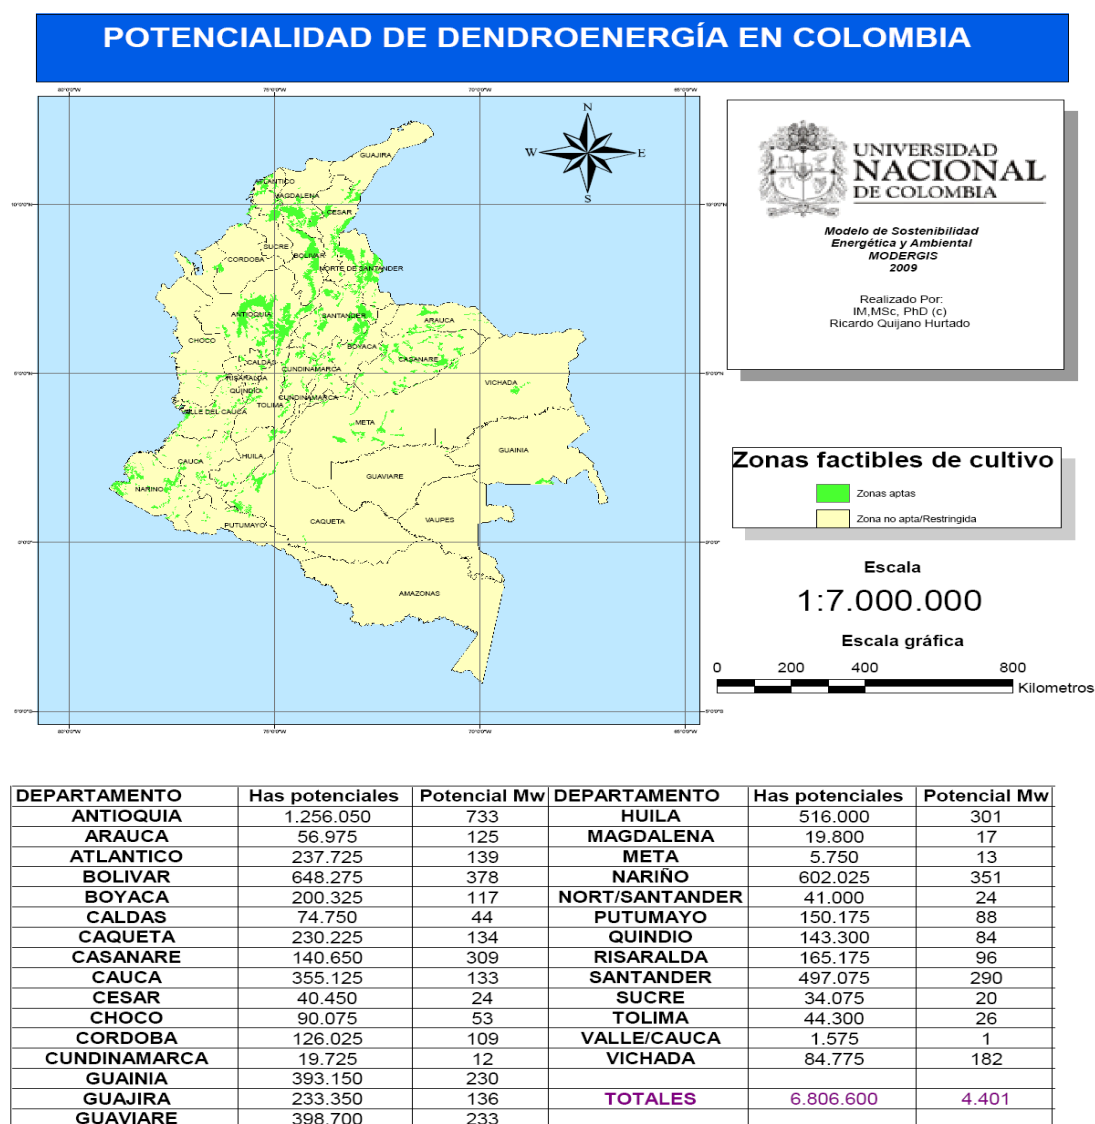 POTENCIALIDAD DE DENDROENERGÍA EN COLOMBIA
N
W E
S
GUAJIRA
ATLANTICO
MAGDALENA
CESAR
SUCRE
BOLIVAR
CORDOBA
NORTE DE SANTANDER
ANTIOQUIA
SANTANDER
ARAUCA
CHOCO
BOYACA
CALDAS
CASANARE
CUNDINAMARCA
RISARALDA
VICHADA
QUINDIO
CUNDINAMARCA
TOLIMA
VALLE DEL CAUCA
META
GUAINIA
CAUCA
HUILA
GUAVIARE
NARINO
PUTUMAYO
CAQUETA
VAUPES
AMAZONAS
UNIVERSIDAD
NACIONAL
DE COLOMBIA
Modelo de Sostenibilidad
Energética y Ambiental
MODERGIS
2009
Realizado Por:
IM,MSc, PhD (c)
Ricardo Quijano Hurtado
Zonas factibles de cultivo
Zonas aptas
Zona no apta/Restringida
Escala
1:7.000.000
Escala gráfica
0 200 400 800
Kilometros
DEPARTAMENTO Has potenciales Potencial Mw DEPARTAMENTO Has potenciales Potencial Mw
ANTIOQUIA 1.256.050 733 HUILA 516.000 301
ARAUCA 56.975 125 MAGDALENA 19.800 17
ATLANTICO 237.725 139 META 5.750 13
BOLIVAR 648.275 378 NARIÑO 602.025 351
BOYACA 200.325 117 NORT/SANTANDER 41.000 24
CALDAS 74.750 44 PUTUMAYO 150.175 88
CAQUETA 230.225 134 QUINDIO 143.300 84
CASANARE 140.650 309 RISARALDA 165.175 96
CAUCA 355.125 133 SANTANDER 497.075 290
CESAR 40.450 24 SUCRE 34.075 20
CHOCO 90.075 53 TOLIMA 44.300 26
CORDOBA 126.025 109 VALLE/CAUCA 1.575 1
CUNDINAMARCA 19.725 12 VICHADA 84.775 182
GUAINIA 393.150 230
GUAJIRA 233.350 136 TOTALES 6.806.600 4.401
GUAVIARE 398.700 233